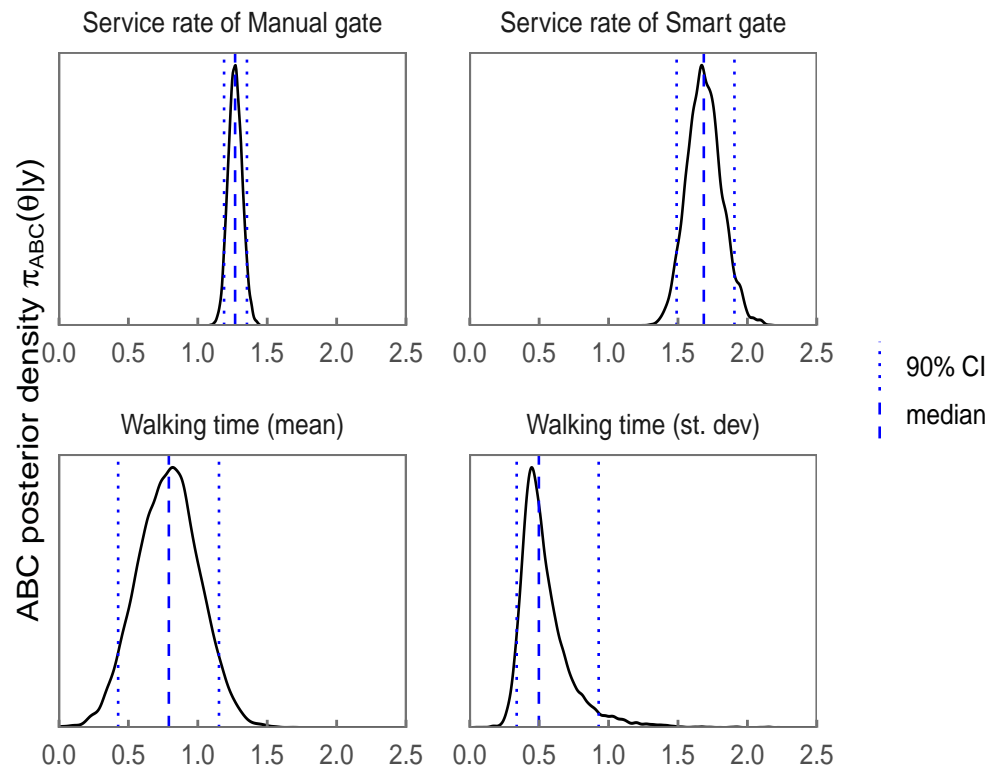 Service rate of Manual gate
Service rate of Smart gate
ABC posterior density πABC(θ|y)
0.0 0.5 1.0 1.5 2.0 2.5
0.0 0.5 1.0 1.5 2.0 2.5
90% CI
median
Walking time (mean)
Walking time (st. dev)
0.0 0.5 1.0 1.5 2.0 2.5
0.0 0.5 1.0 1.5 2.0 2.5